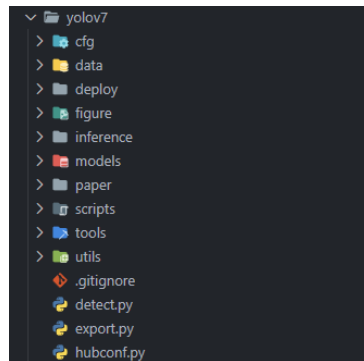 yolov7
cfg
data
deploy
figure
inference
models
paper
scripts
tools
utils
.gitignore
detect.py
export.py
hubconf.py